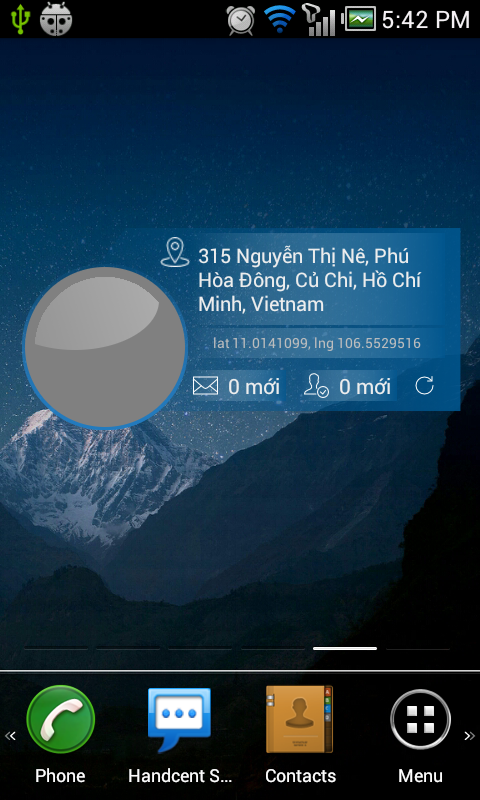 5:42 PM
315 Nguyễn Thị Nê, Phú
Hòa Đông, Củ Chi, Hồ Chí
Minh, Vietnam
lat 11.0141099, lng 106.5529516
0 mới 0 mới
« »
Phone Handcent S... Contacts Menu